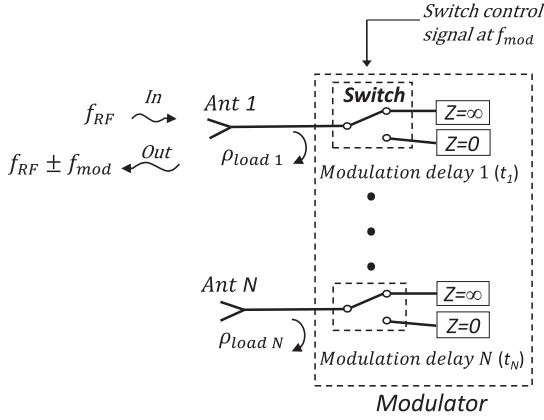 Switch control
signal at f_mod
In
f_RF
Ant 1
Switch
Z=∞
Z=0
Out
f_RF ± f_mod
ρ_load 1
Modulation delay 1 (t_1)
Ant N
Z=∞
Z=0
ρ_load N
Modulation delay N (t_N)
Modulator